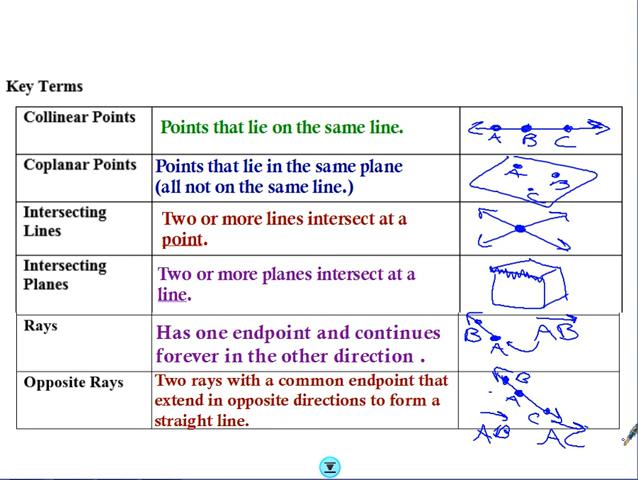 Key Terms
Collinear Points
Points that lie on the same line.
A B C
Coplanar Points
Points that lie in the same plane
(all not on the same line.)
A B
C
Intersecting
Lines
Two or more lines intersect at a
point.
Intersecting
Planes
Two or more planes intersect at a
line.
Rays
Has one endpoint and continues
forever in the other direction .
B A AB
Opposite Rays
Two rays with a common endpoint that
extend in opposite directions to form a
straight line.
B
A
C
AB AC